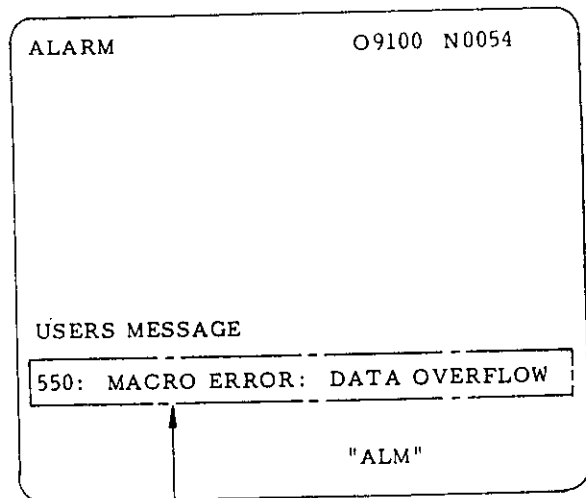 ALARM O9100 N0054
USERS MESSAGE
550: MACRO ERROR: DATA OVERFLOW
"ALM"